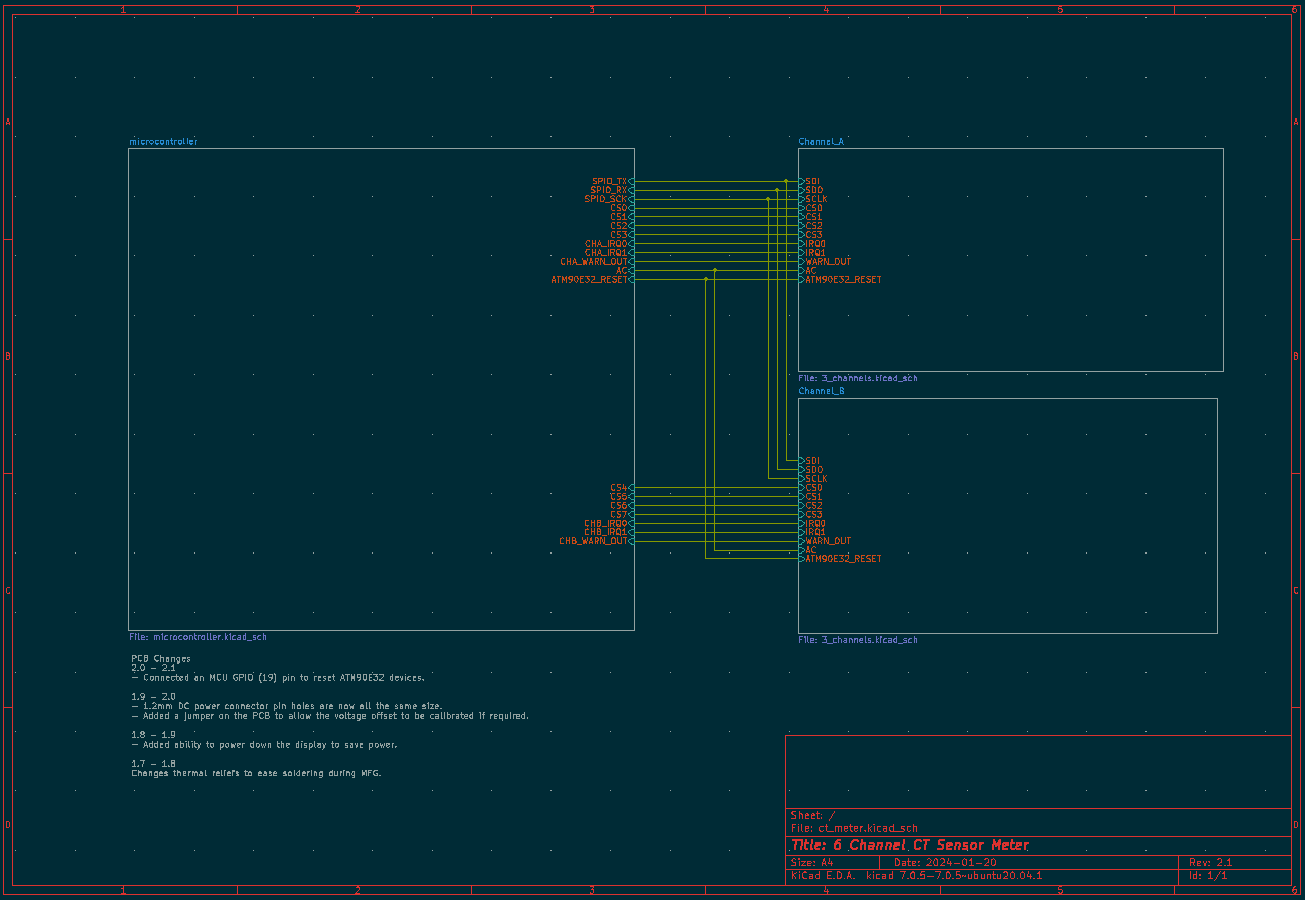 1 2 3 4 5 6
A A
microcontroller
SPI0_TX
SPI0_RX
SPI0_SCK
CS0
CS1
CS2
CS3
CHA_IRQ0
CHA_IRQ1
CHA_WARN_OUT
AC
ATM90E32_RESET
Channel_A
SDI
SDO
SCLK
CS0
CS1
CS2
CS3
IRQ0
IRQ1
WARN_OUT
AC
ATM90E32_RESET
B B
File: 3_channels.kicad_sch
Channel_B
CS4
CS5
CS6
CS7
CHB_IRQ0
CHB_IRQ1
CHB_WARN_OUT
SDI
SDO
SCLK
CS0
CS1
CS2
CS3
IRQ0
IRQ1
WARN_OUT
AC
ATM90E32_RESET
C C
File: microcontroller.kicad_sch
File: 3_channels.kicad_sch
PCB Changes
2.0 - 2.1
- Connected an MCU GPIO (19) pin to reset ATM90E32 devices.
1.9 - 2.0
- 1.2mm DC power connector pin holes are now all the same size.
- Added a jumper on the PCB to allow the voltage offset to be calibrated if required.
1.8 - 1.9
- Added ability to power down the display to save power.
1.7 - 1.8
Changes thermal reliefs to ease soldering during MFG.
D D
Sheet: /
File: ct_meter.kicad_sch
Title: 6 Channel CT Sensor Meter
Size: A4 Date: 2024-01-20 Rev: 2.1
KiCad E.D.A. kicad 7.0.5-7.0.5~ubuntu20.04.1 Id: 1/1
1 2 3 4 5 6